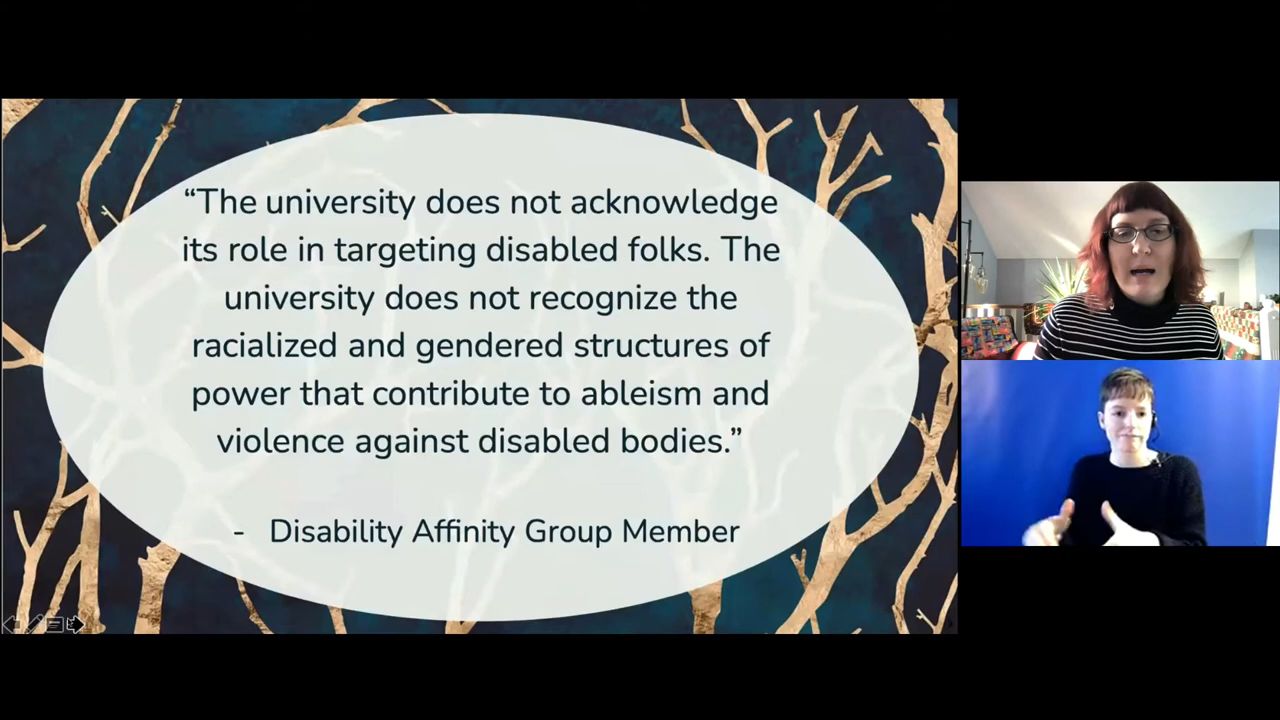 “The university does not acknowledge
its role in targeting disabled folks. The
university does not recognize the
racialized and gendered structures of
power that contribute to ableism and
violence against disabled bodies.”
- Disability Affinity Group Member